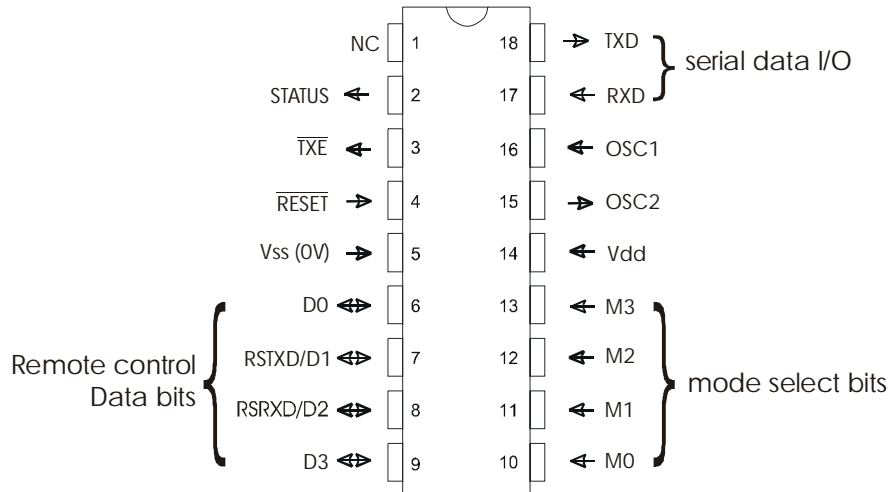 NC 1 18 TXD
serial data I/O
STATUS 2 17 RXD
TXE 3 16 OSC1
RESET 4 15 OSC2
Vss (0V) 5 14 Vdd
D0 6 13 M3
RSTXD/D1 7 12 M2
Remote control
Data bits
mode select bits
RSRXD/D2 8 11 M1
D3 9 10 M0